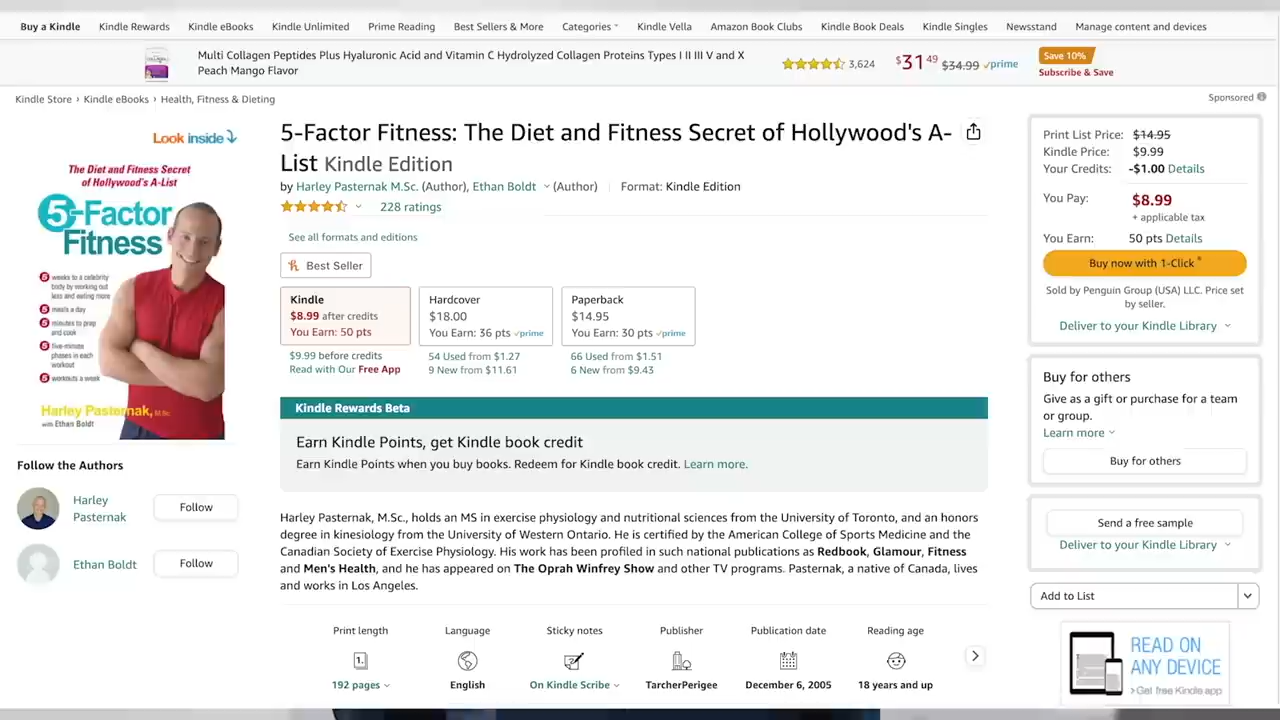 Buy a Kindle Kindle Rewards Kindle eBooks Kindle Unlimited Prime Reading Best Sellers & More Categories Kindle Vella Amazon Book Clubs Kindle Book Deals Kindle Singles Newsstand Manage content and devices
Multi Collagen Peptides Plus Hyaluronic Acid and Vitamin C Hydrolyzed Collagen Proteins Types I II III V and X
Peach Mango Flavor
3,624
$31 49 $34.99 prime
Save 10%
Subscribe & Save
Kindle Store › Kindle eBooks › Health, Fitness & Dieting
Sponsored
Look inside
The Diet and Fitness Secret
of Hollywood's A-List
5-Factor
Fitness
5 weeks to a celebrity
body by working out
less and eating more
5 meals a day
5 minutes to prep
and cook
5 five-minute
phases in each
workout
5 workouts a week
Harley Pasternak, M.Sc.
with Ethan Boldt
Follow the Authors
Harley
Pasternak
Follow
Ethan Boldt
Follow
5-Factor Fitness: The Diet and Fitness Secret of Hollywood's A-
List Kindle Edition
by Harley Pasternak M.Sc. (Author), Ethan Boldt (Author) Format: Kindle Edition
228 ratings
See all formats and editions
Best Seller
Kindle
$8.99 after credits
You Earn: 50 pts
$9.99 before credits
Read with Our Free App
Hardcover
$18.00
You Earn: 36 pts prime
54 Used from $1.27
9 New from $11.61
Paperback
$14.95
You Earn: 30 pts prime
66 Used from $1.51
6 New from $9.43
Kindle Rewards Beta
Earn Kindle Points, get Kindle book credit
Earn Kindle Points when you buy books. Redeem for Kindle book credit. Learn more.
Harley Pasternak, M.Sc., holds an MS in exercise physiology and nutritional sciences from the University of Toronto, and an honors
degree in kinesiology from the University of Western Ontario. He is certified by the American College of Sports Medicine and the
Canadian Society of Exercise Physiology. His work has been profiled in such national publications as Redbook, Glamour, Fitness
and Men's Health, and he has appeared on The Oprah Winfrey Show and other TV programs. Pasternak, a native of Canada, lives
and works in Los Angeles.
Print length
1.
192 pages
Language
English
Sticky notes
On Kindle Scribe
Publisher
TarcherPerigee
Publication date
December 6, 2005
Reading age
18 years and up
Print List Price: $14.95
Kindle Price: $9.99
Your Credits: -$1.00 Details
You Pay: $8.99
+ applicable tax
You Earn: 50 pts Details
Buy now with 1-Click
Sold by Penguin Group (USA) LLC. Price set
by seller.
Deliver to your Kindle Library
Buy for others
Give as a gift or purchase for a team
or group.
Learn more
Buy for others
Send a free sample
Deliver to your Kindle Library
Add to List
READ ON
ANY DEVICE
› Get free Kindle app